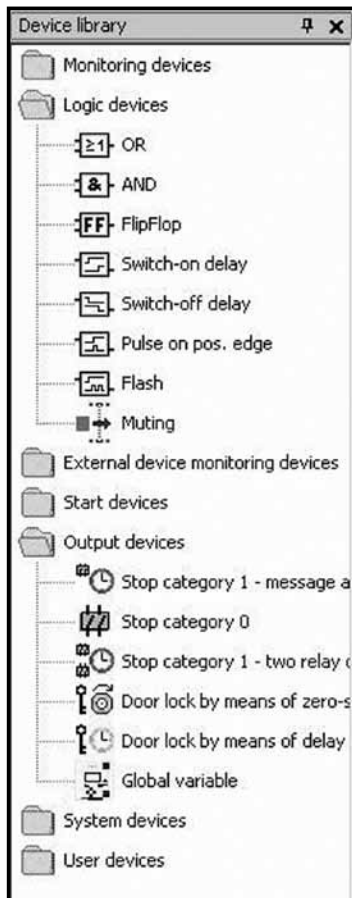 Device library
Monitoring devices
Logic devices
≥1 OR
& AND
FF FlipFlop
Switch-on delay
Switch-off delay
Pulse on pos. edge
Flash
Muting
External device monitoring devices
Start devices
Output devices
Stop category 1 - message a
Stop category 0
Stop category 1 - two relay
Door lock by means of zero-s
Door lock by means of delay
Global variable
System devices
User devices